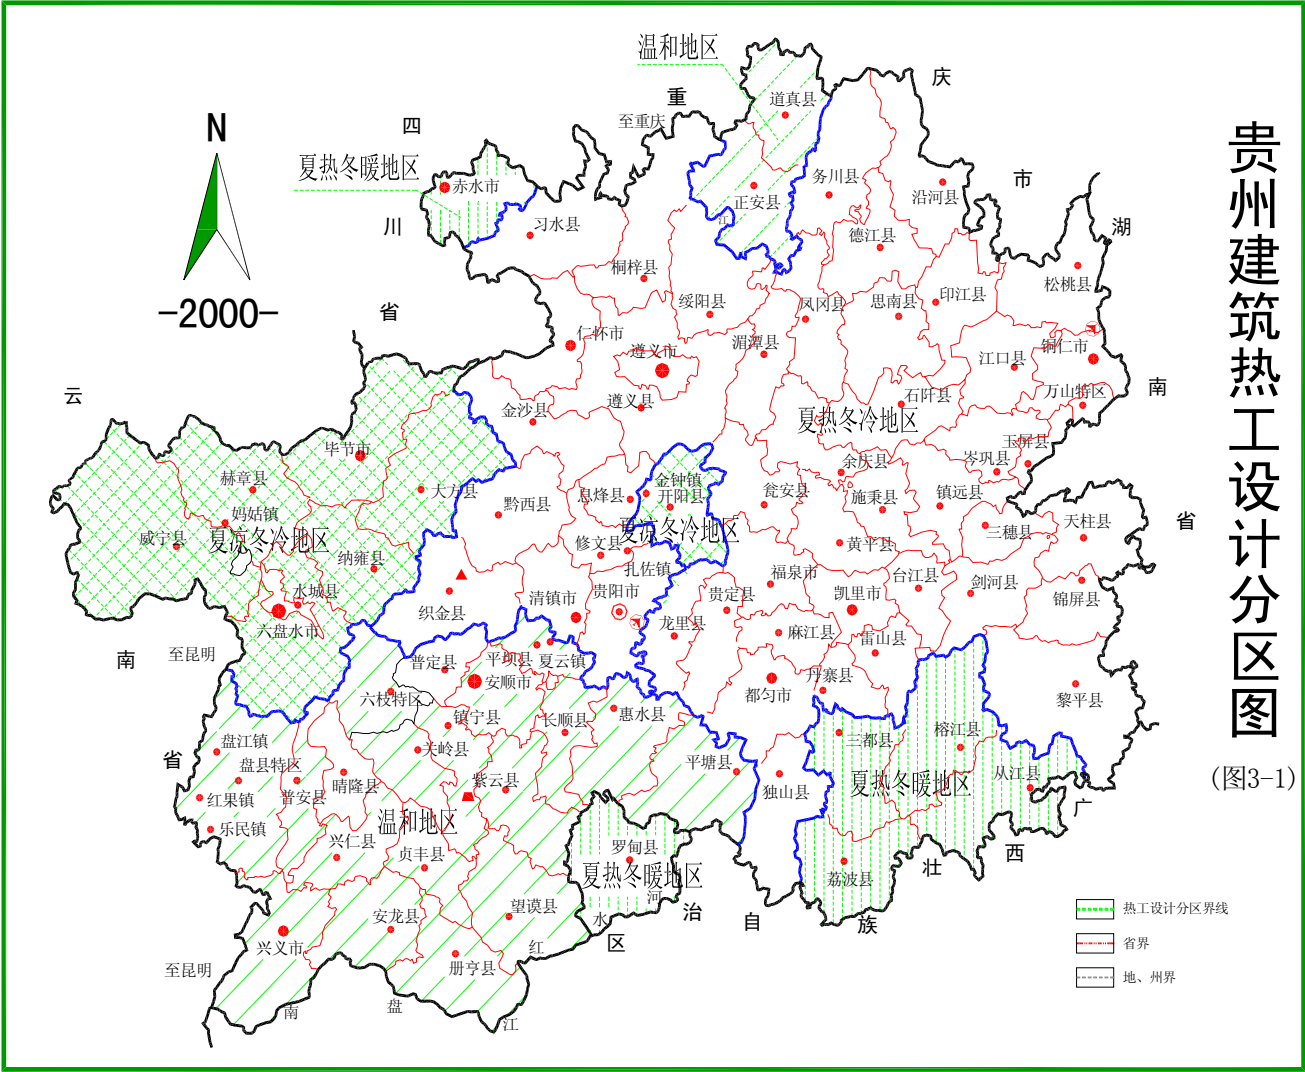 贵州建筑热工设计分区图
(图3-1)
N
-2000-
温和地区
庆
重
至重庆
道真县
四
夏热冬暖地区
赤水市
务川县
沿河县
市
正安县
江
川
习水县
德江县
湖
桐梓县
松桃县
绥阳县
凤冈县
思南县
印江县
省
仁怀市
遵义市
湄潭县
铜仁市
江口县
云
遵义县
金沙县
石阡县
万山特区
南
夏热冬冷地区
毕节市
玉屏县
余庆县
岑巩县
赫章县
大方县
金钟镇
息烽县
开阳县
瓮安县
施秉县
镇远县
黔西县
妈姑镇
天柱县
省
威宁县
夏凉冬冷地区
夏凉冬冷地区
三穗县
修文县
黄平县
纳雍县
扎佐镇
福泉市
台江县
剑河县
水城县
织金县
清镇市
贵阳市
贵定县
凯里市
锦屏县
六盘水市
龙里县
麻江县
雷山县
南
至昆明
普定县
平坝县
夏云镇
安顺市
丹寨县
都匀市
六枝特区
黎平县
镇宁县
长顺县
惠水县
榕江县
盘江镇
关岭县
三都县
省
盘县特区
平塘县
从江县
晴隆县
紫云县
独山县
夏热冬暖地区
红果镇
普安县
广
温和地区
乐民镇
兴仁县
贞丰县
罗甸县
西
夏热冬暖地区
荔波县
壮
河
望谟县
治
安龙县
水
自
族
热工设计分区界线
兴义市
红
区
省界
至昆明
册亨县
地、州界
南
盘
江